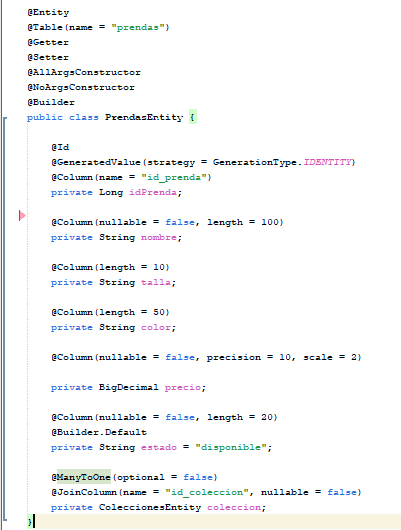 @Entity
@Table(name = "prendas")
@Getter
@Setter
@AllArgsConstructor
@NoArgsConstructor
@Builder
public class PrendasEntity {
@Id
@GeneratedValue(strategy = GenerationType.IDENTITY)
@Column(name = "id_prenda")
private Long idPrenda;
@Column(nullable = false, length = 100)
private String nombre;
@Column(length = 10)
private String talla;
@Column(length = 50)
private String color;
@Column(nullable = false, precision = 10, scale = 2)
private BigDecimal precio;
@Column(nullable = false, length = 20)
@Builder.Default
private String estado = "disponible";
@ManyToOne(optional = false)
@JoinColumn(name = "id_coleccion", nullable = false)
private ColeccionesEntity coleccion;
}